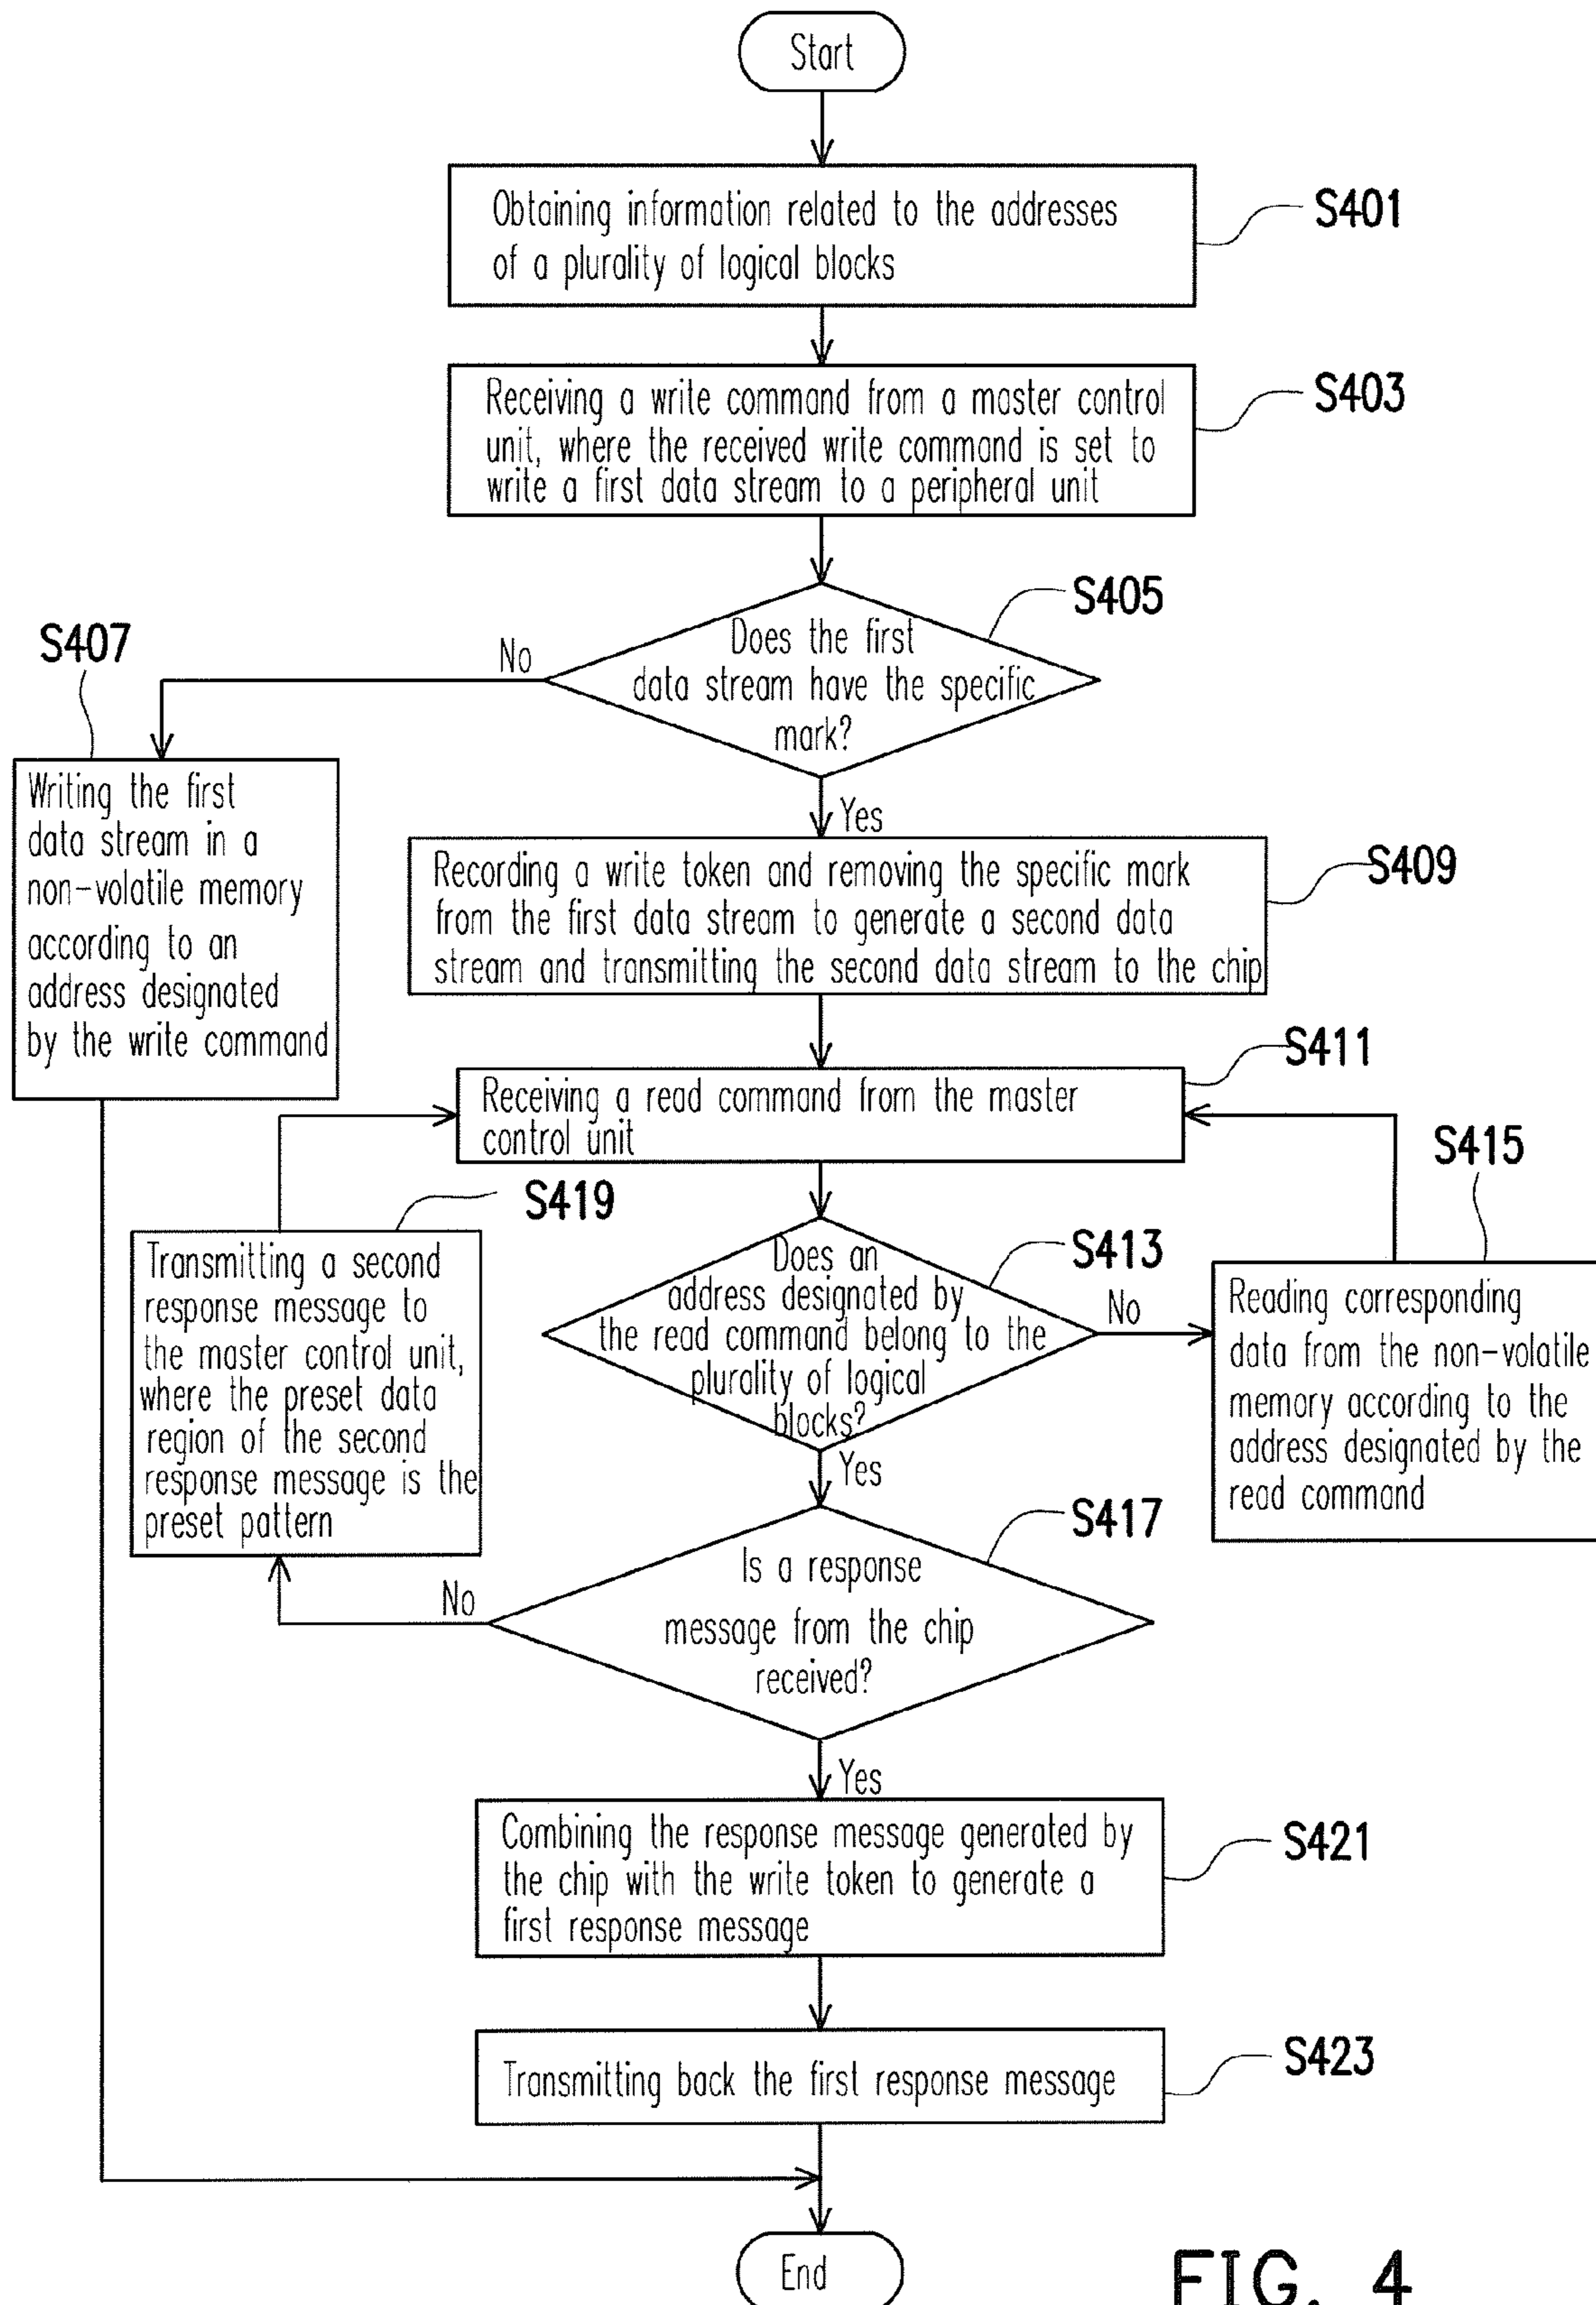 Start
Obtaining information related to the addresses
of a plurality of logical blocks
S401
Receiving a write command from a master control
unit, where the received write command is set to
write a first data stream to a peripheral unit
S403
Does the first
data stream have the specific
mark?
S405
No
Yes
S407
Writing the first
data stream in a
non-volatile memory
according to an
address designated
by the write command
Recording a write token and removing the specific mark
from the first data stream to generate a second data
stream and transmitting the second data stream to the chip
S409
Receiving a read command from the master
control unit
S411
Does an
address designated by
the read command belong to the
plurality of logical
blocks?
S413
No
Yes
S415
Reading corresponding
data from the non-volatile
memory according to the
address designated by the
read command
Is a response
message from the chip
received?
S417
No
Yes
S419
Transmitting a second
response message to
the master control unit,
where the preset data
region of the second
response message is the
preset pattern
Combining the response message generated by
the chip with the write token to generate a
first response message
S421
Transmitting back the first response message
S423
End
FIG. 4